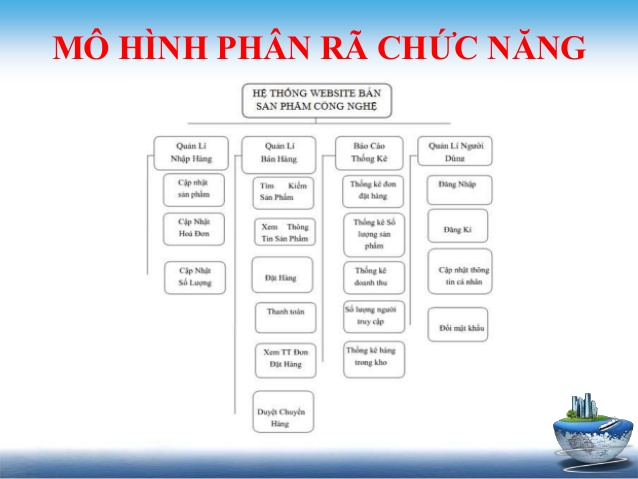 MÔ HÌNH PHÂN RÃ CHỨC NĂNG
HỆ THỐNG WEBSITE BÁN
SẢN PHẨM CÔNG NGHỆ
Quản Lí
Nhập Hàng
Cập nhật
sản phẩm
Cập Nhật
Hoá Đơn
Cập Nhật
Số Lượng
Quản Lí
Bán Hàng
Tìm Kiếm
Sản Phẩm
Xem Thông
Tin Sản Phẩm
Đặt Hàng
Thanh toán
Xem TT Đơn
Đặt Hàng
Duyệt Chuyển
Hàng
Báo Cáo
Thống Kê
Thống kê đơn
đặt hàng
Thống kê Số
lượng sản
phẩm
Thống kê
doanh thu
Số lượng người
truy cập
Thống kê hàng
trong kho
Quản Lí Người
Dùng
Đăng Nhập
Đăng Kí
Cập nhật thông
tin cá nhân
Đổi mật khẩu